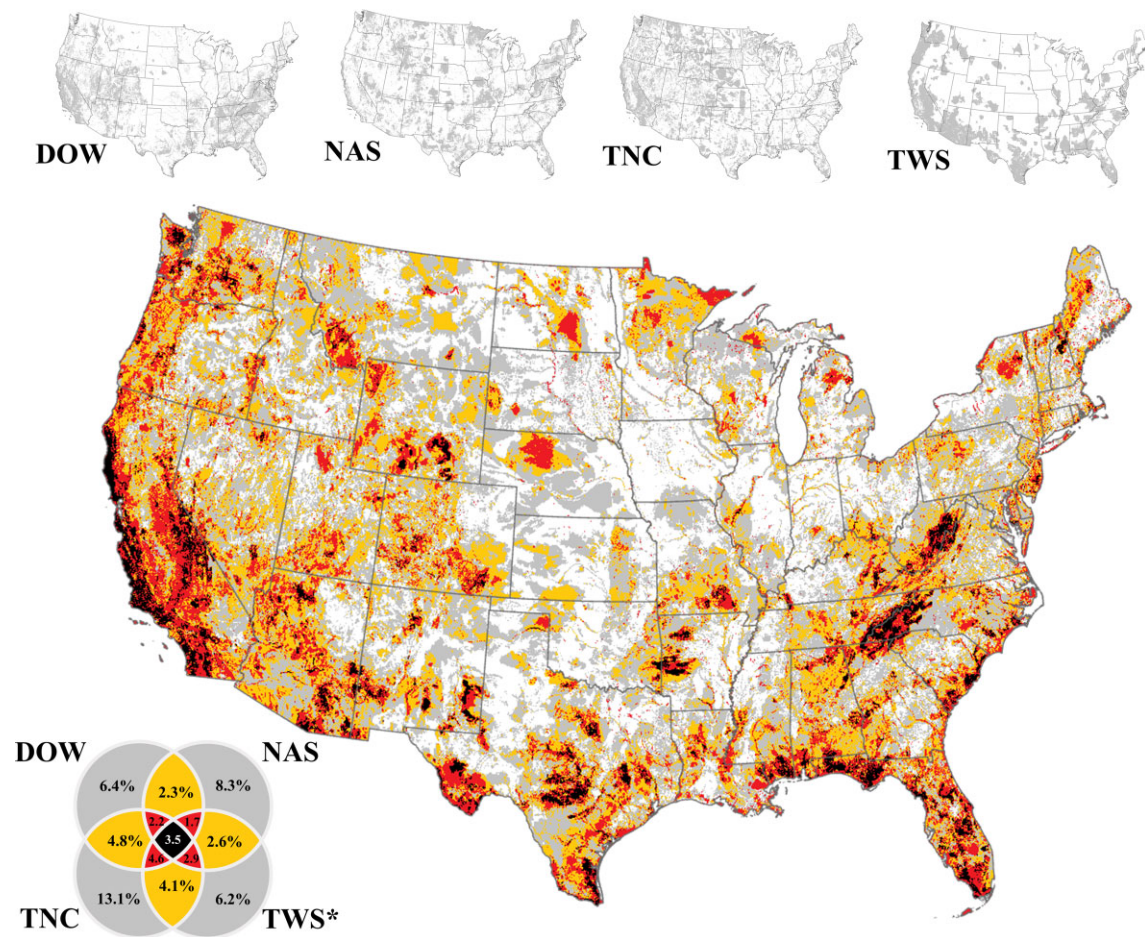 DOW
NAS
TNC
TWS
DOW
NAS
6.4%
2.3%
8.3%
2.2
1.7
4.8%
3.5
2.6%
4.6
2.9
13.1%
4.1%
6.2%
TNC
TWS*